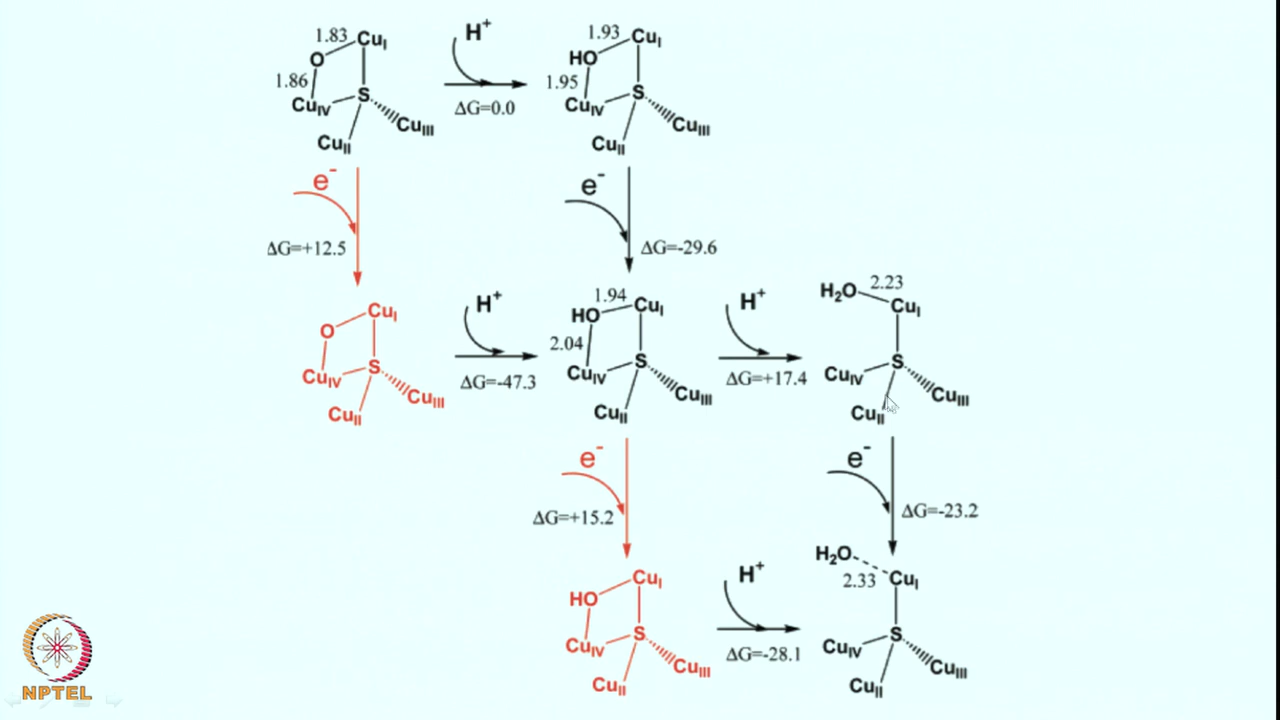 1.83 Cu_I H⁺ 1.93 Cu_I
O HO
1.86 1.95
Cu_IV S ΔG=0.0 Cu_IV S
Cu_III Cu_III
Cu_II Cu_II
e⁻ e⁻
ΔG=+12.5 ΔG=-29.6
H₂O 2.23
Cu_I H⁺ 1.94 Cu_I H⁺ Cu_I
O HO
2.04
Cu_IV S ΔG=-47.3 Cu_IV S ΔG=+17.4 Cu_IV S
Cu_III Cu_III Cu_III
Cu_II Cu_II Cu_II
e⁻ e⁻
ΔG=+15.2 ΔG=-23.2
H₂O
Cu_I H⁺ 2.33 Cu_I
HO
Cu_IV S ΔG=-28.1 Cu_IV S
Cu_III Cu_III
Cu_II Cu_II
NPTEL